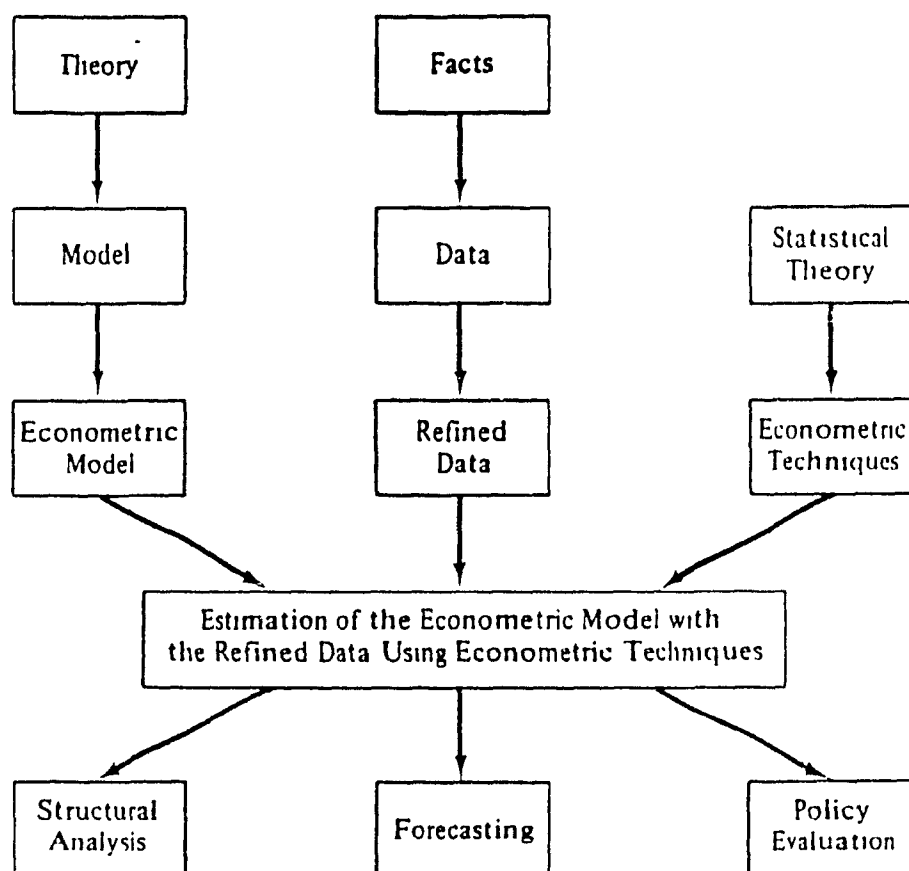 Theory
Facts
Model
Data
Statistical
Theory
Econometric
Model
Refined
Data
Econometric
Techniques
Estimation of the Econometric Model with
the Refined Data Using Econometric Techniques
Structural
Analysis
Forecasting
Policy
Evaluation